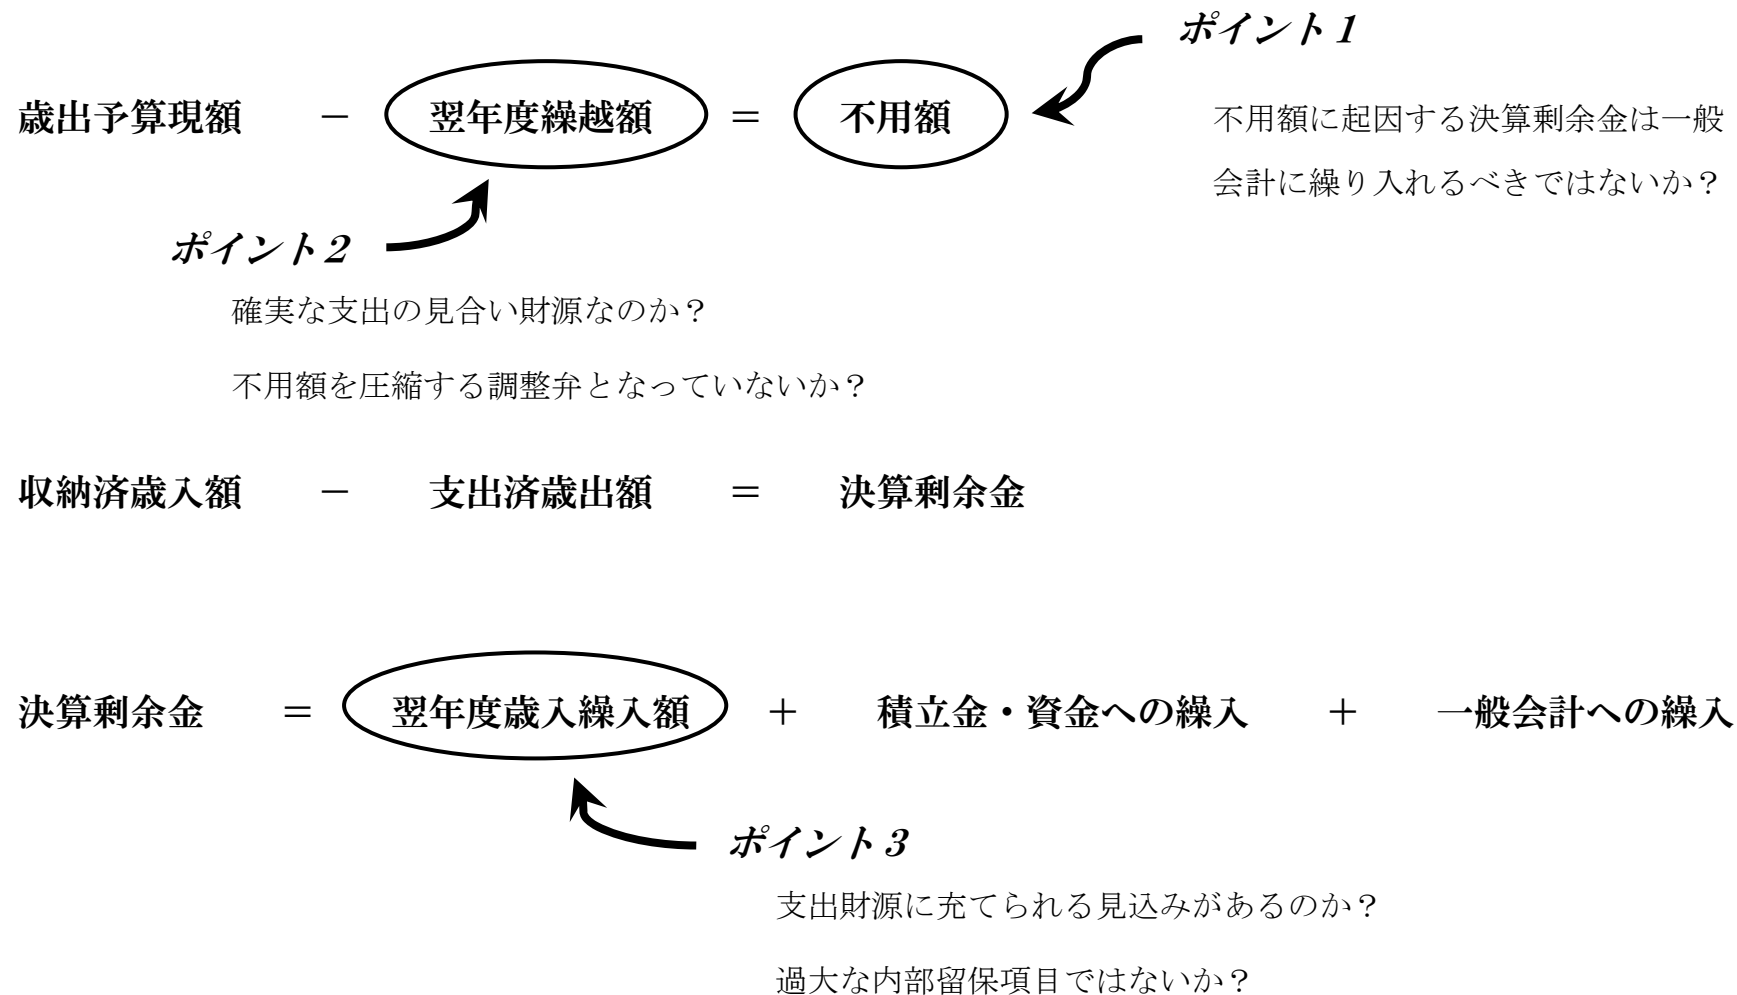 ポイント1
歳出予算現額 － 翌年度繰越額 ＝ 不用額
不用額に起因する決算剰余金は一般
会計に繰り入れるべきではないか？
ポイント2
確実な支出の見合い財源なのか？
不用額を圧縮する調整弁となっていないか？
収納済歳入額 － 支出済歳出額 ＝ 決算剰余金
決算剰余金 ＝ 翌年度歳入繰入額 ＋ 積立金・資金への繰入 ＋ 一般会計への繰入
ポイント3
支出財源に充てられる見込みがあるのか？
過大な内部留保項目ではないか？